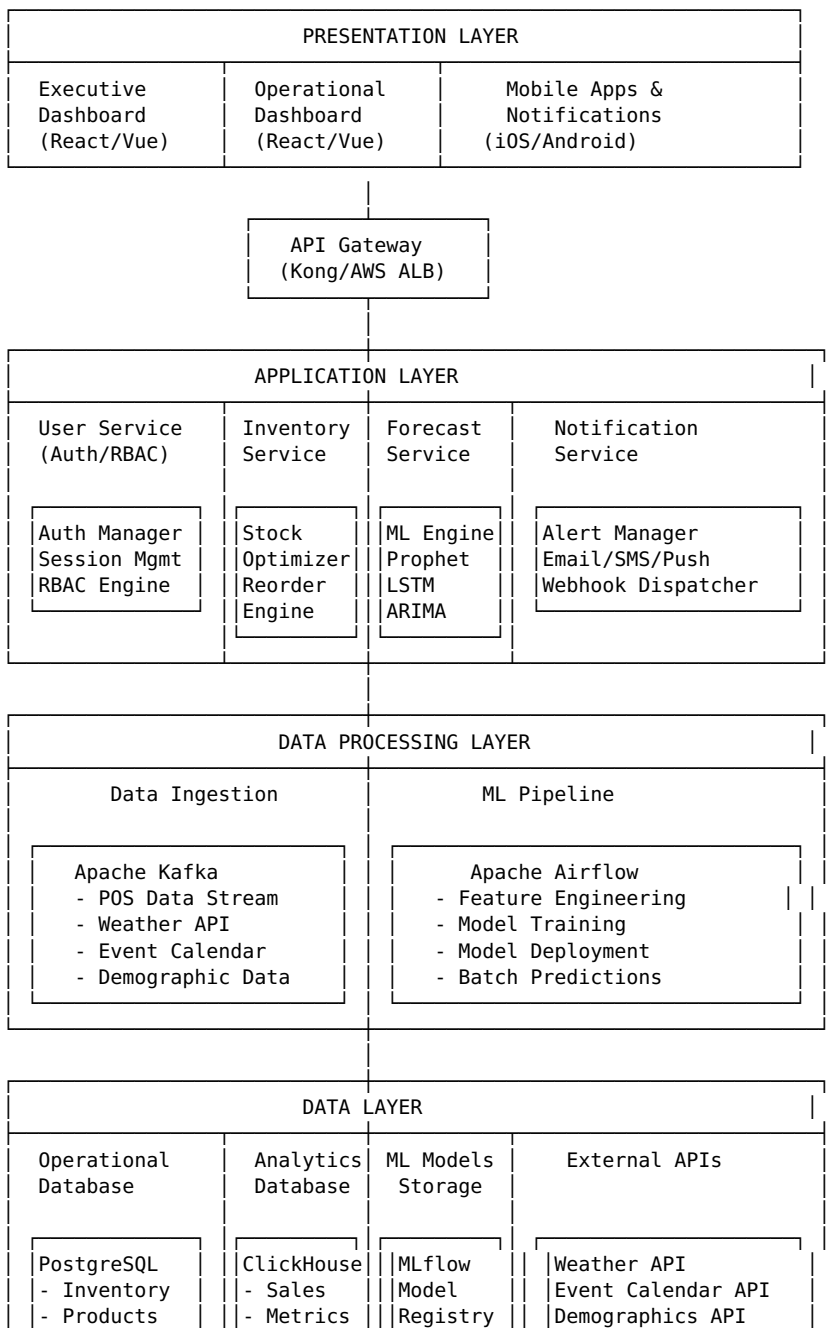 PRESENTATION LAYER
Executive Operational Mobile Apps &
Dashboard Dashboard Notifications
(React/Vue) (React/Vue) (iOS/Android)
API Gateway
(Kong/AWS ALB)
APPLICATION LAYER
User Service Inventory Forecast Notification
(Auth/RBAC) Service Service Service
Auth Manager Stock ML Engine Alert Manager
Session Mgmt Optimizer Prophet Email/SMS/Push
RBAC Engine Reorder LSTM Webhook Dispatcher
Engine ARIMA
DATA PROCESSING LAYER
Data Ingestion ML Pipeline
Apache Kafka Apache Airflow
- POS Data Stream - Feature Engineering
- Weather API - Model Training
- Event Calendar - Model Deployment
- Demographic Data - Batch Predictions
DATA LAYER
Operational Analytics ML Models External APIs
Database Database Storage
PostgreSQL ClickHouse MLflow Weather API
- Inventory - Sales Model Event Calendar API
- Products - Metrics Registry Demographics API